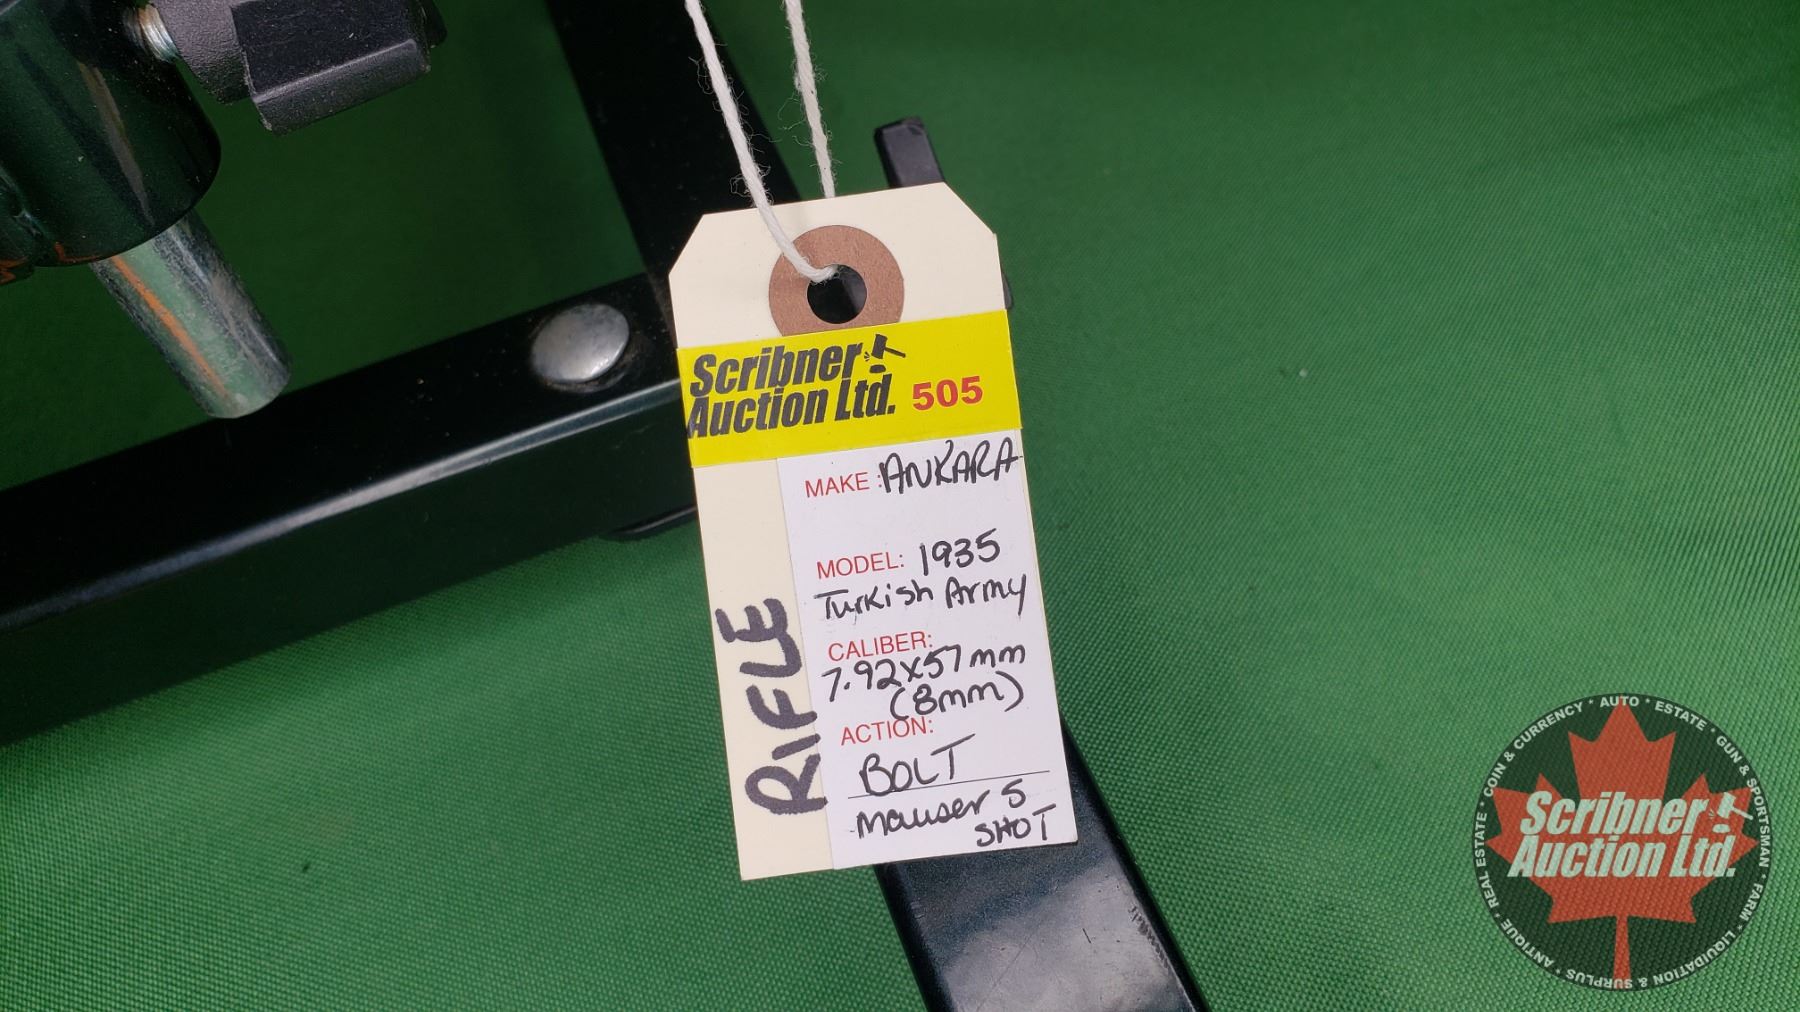 Scribner
Auction Ltd. 505
MAKE: ANKARA
MODEL: 1935
Turkish Army
CALIBER:
7.92x57mm
(8mm)
ACTION:
BOLT
Mauser 5
SHOT
RIFLE
COIN & CURRENCY * AUTO * ESTATE * GUN & SPORTSMAN * FARM * LIQUIDATION & SURPLUS * ANTIQUE * REAL ESTATE *
Scribner
Auction Ltd.